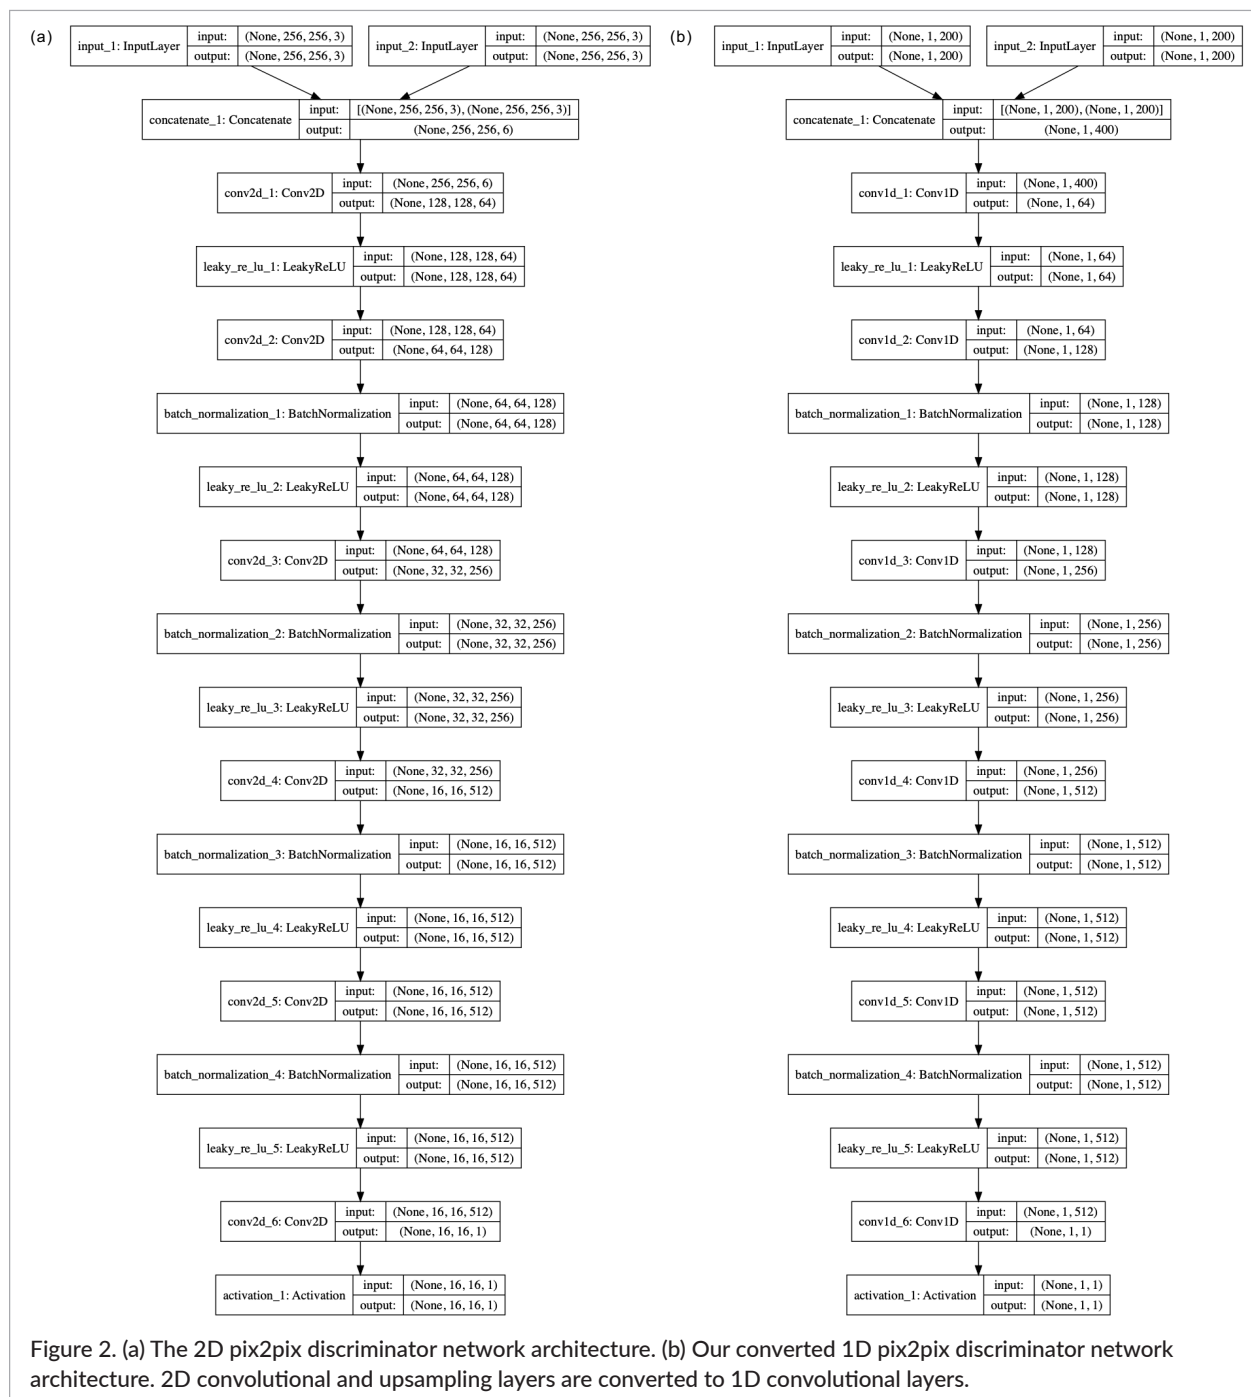 (a)
input_1: InputLayer
input: (None, 256, 256, 3)
output: (None, 256, 256, 3)
input_2: InputLayer
input: (None, 256, 256, 3)
output: (None, 256, 256, 3)
concatenate_1: Concatenate
input: [(None, 256, 256, 3), (None, 256, 256, 3)]
output: (None, 256, 256, 6)
conv2d_1: Conv2D
input: (None, 256, 256, 6)
output: (None, 128, 128, 64)
leaky_re_lu_1: LeakyReLU
input: (None, 128, 128, 64)
output: (None, 128, 128, 64)
conv2d_2: Conv2D
input: (None, 128, 128, 64)
output: (None, 64, 64, 128)
batch_normalization_1: BatchNormalization
input: (None, 64, 64, 128)
output: (None, 64, 64, 128)
leaky_re_lu_2: LeakyReLU
input: (None, 64, 64, 128)
output: (None, 64, 64, 128)
conv2d_3: Conv2D
input: (None, 64, 64, 128)
output: (None, 32, 32, 256)
batch_normalization_2: BatchNormalization
input: (None, 32, 32, 256)
output: (None, 32, 32, 256)
leaky_re_lu_3: LeakyReLU
input: (None, 32, 32, 256)
output: (None, 32, 32, 256)
conv2d_4: Conv2D
input: (None, 32, 32, 256)
output: (None, 16, 16, 512)
batch_normalization_3: BatchNormalization
input: (None, 16, 16, 512)
output: (None, 16, 16, 512)
leaky_re_lu_4: LeakyReLU
input: (None, 16, 16, 512)
output: (None, 16, 16, 512)
conv2d_5: Conv2D
input: (None, 16, 16, 512)
output: (None, 16, 16, 512)
batch_normalization_4: BatchNormalization
input: (None, 16, 16, 512)
output: (None, 16, 16, 512)
leaky_re_lu_5: LeakyReLU
input: (None, 16, 16, 512)
output: (None, 16, 16, 512)
conv2d_6: Conv2D
input: (None, 16, 16, 512)
output: (None, 16, 16, 1)
activation_1: Activation
input: (None, 16, 16, 1)
output: (None, 16, 16, 1)
(b)
input_1: InputLayer
input: (None, 1, 200)
output: (None, 1, 200)
input_2: InputLayer
input: (None, 1, 200)
output: (None, 1, 200)
concatenate_1: Concatenate
input: [(None, 1, 200), (None, 1, 200)]
output: (None, 1, 400)
conv1d_1: Conv1D
input: (None, 1, 400)
output: (None, 1, 64)
leaky_re_lu_1: LeakyReLU
input: (None, 1, 64)
output: (None, 1, 64)
conv1d_2: Conv1D
input: (None, 1, 64)
output: (None, 1, 128)
batch_normalization_1: BatchNormalization
input: (None, 1, 128)
output: (None, 1, 128)
leaky_re_lu_2: LeakyReLU
input: (None, 1, 128)
output: (None, 1, 128)
conv1d_3: Conv1D
input: (None, 1, 128)
output: (None, 1, 256)
batch_normalization_2: BatchNormalization
input: (None, 1, 256)
output: (None, 1, 256)
leaky_re_lu_3: LeakyReLU
input: (None, 1, 256)
output: (None, 1, 256)
conv1d_4: Conv1D
input: (None, 1, 256)
output: (None, 1, 512)
batch_normalization_3: BatchNormalization
input: (None, 1, 512)
output: (None, 1, 512)
leaky_re_lu_4: LeakyReLU
input: (None, 1, 512)
output: (None, 1, 512)
conv1d_5: Conv1D
input: (None, 1, 512)
output: (None, 1, 512)
batch_normalization_4: BatchNormalization
input: (None, 1, 512)
output: (None, 1, 512)
leaky_re_lu_5: LeakyReLU
input: (None, 1, 512)
output: (None, 1, 512)
conv1d_6: Conv1D
input: (None, 1, 512)
output: (None, 1, 1)
activation_1: Activation
input: (None, 1, 1)
output: (None, 1, 1)
Figure 2. (a) The 2D pix2pix discriminator network architecture. (b) Our converted 1D pix2pix discriminator network
architecture. 2D convolutional and upsampling layers are converted to 1D convolutional layers.